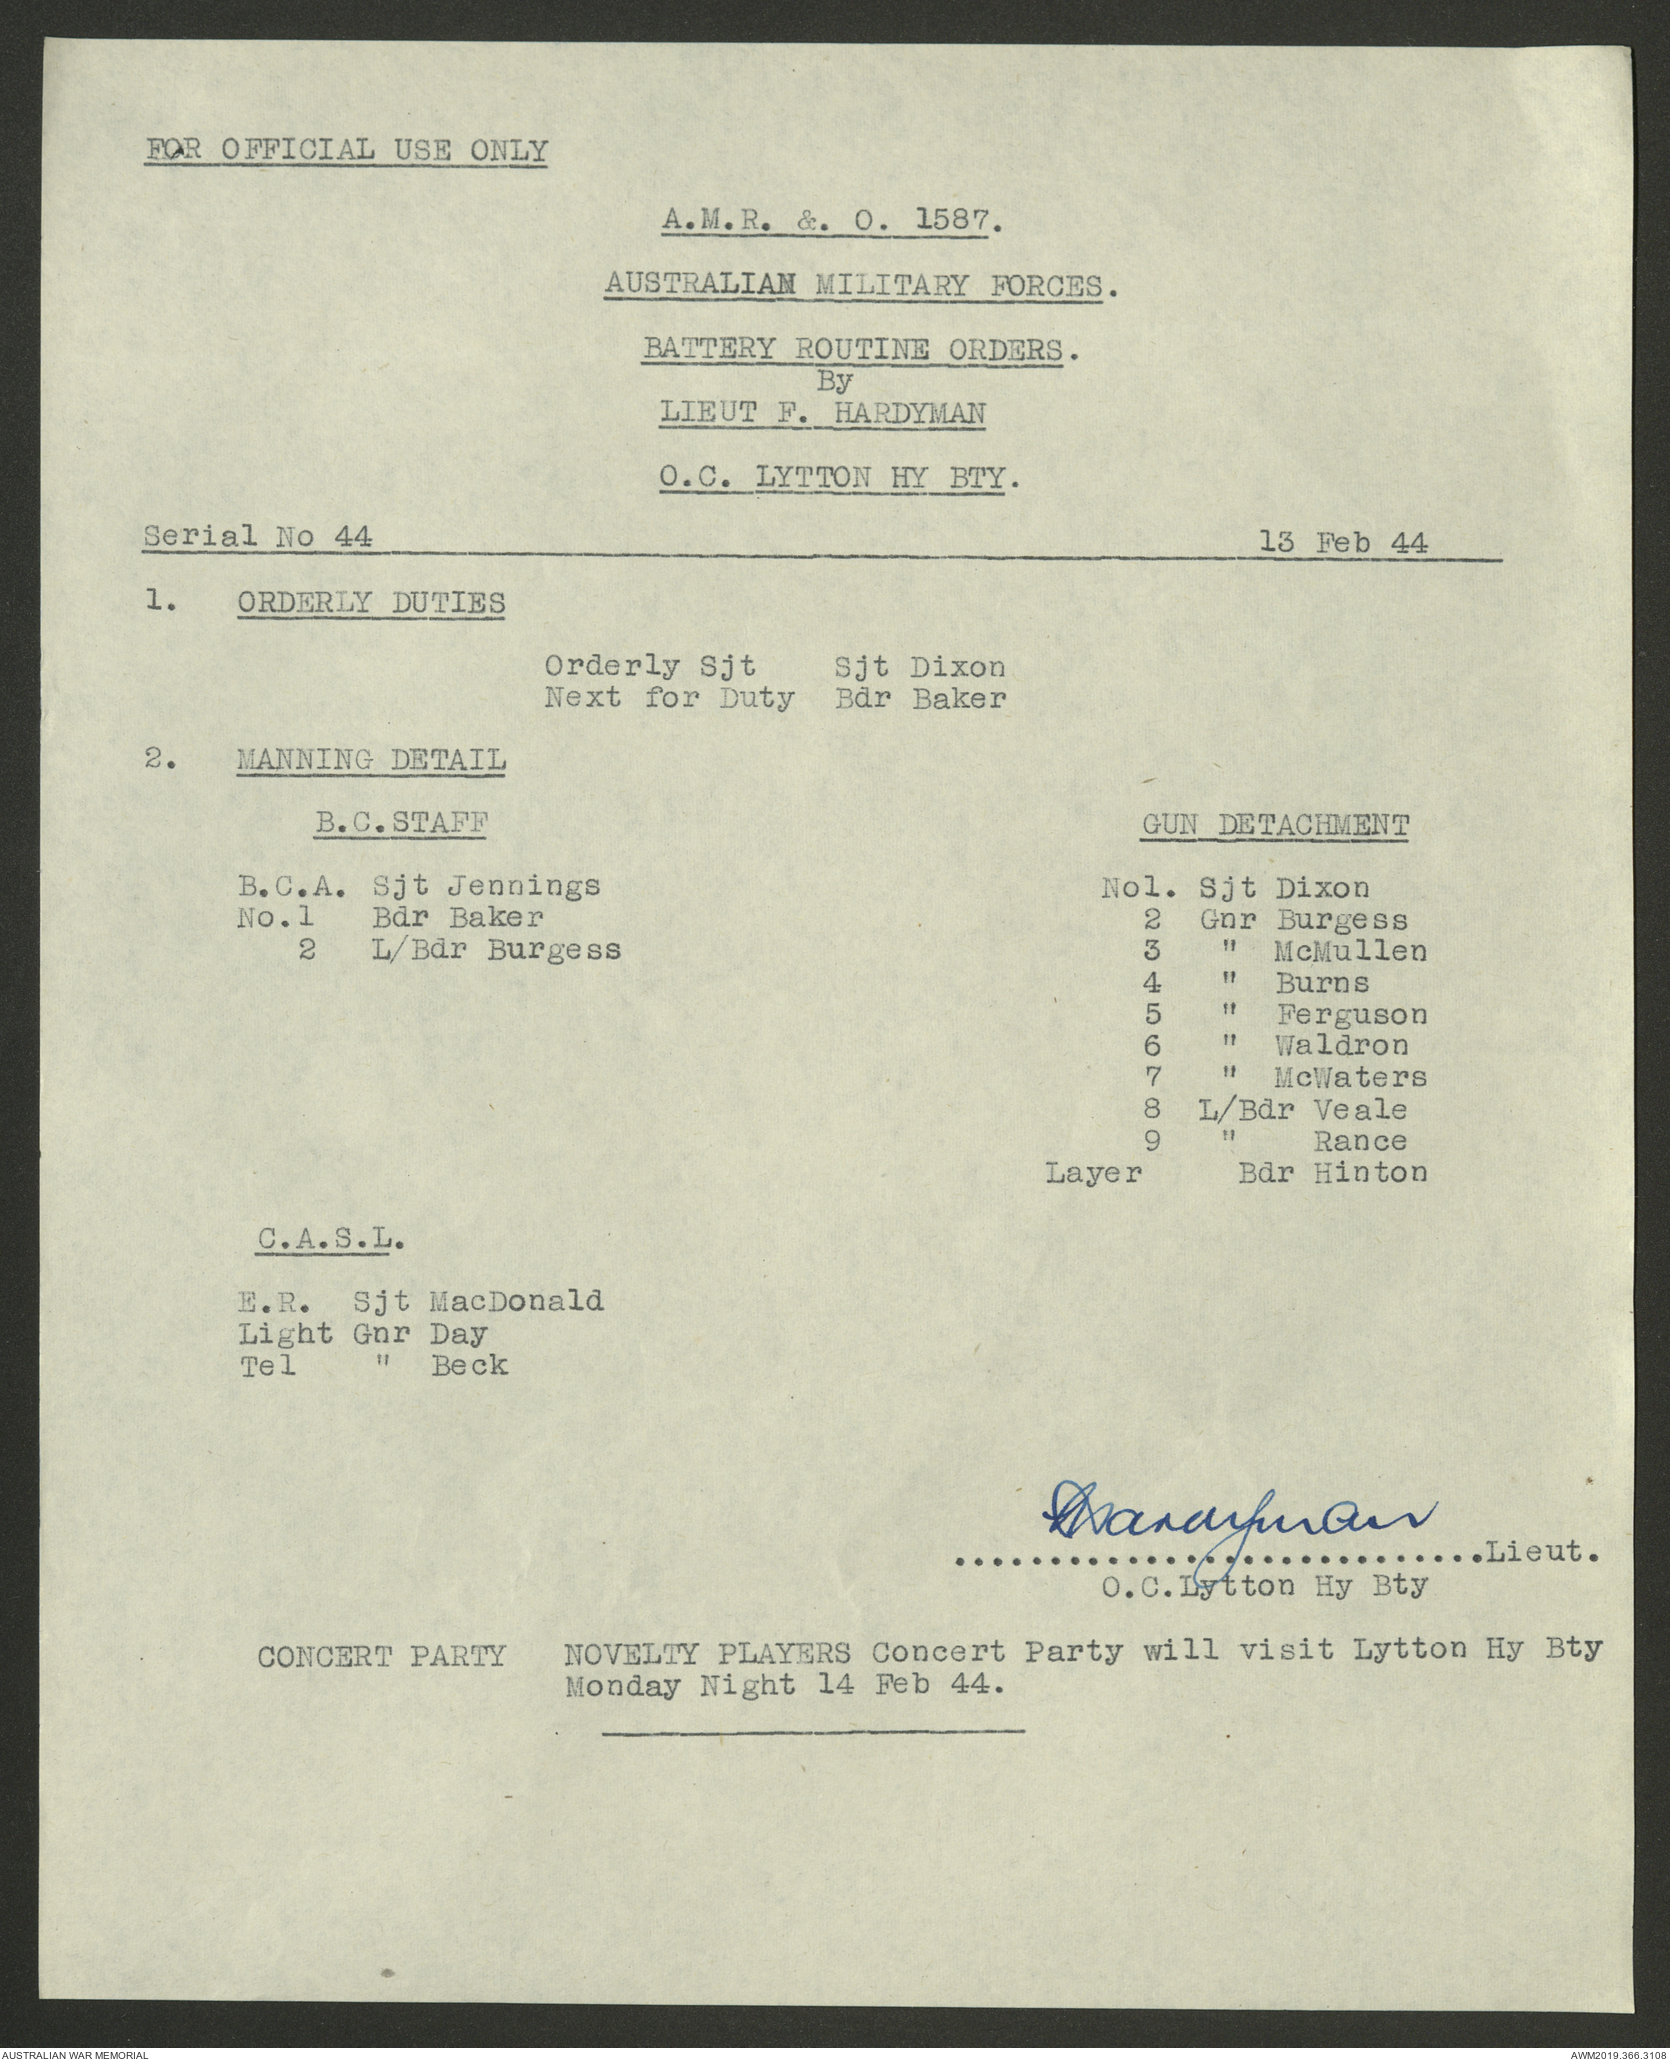 FOR OFFICIAL USE ONLY
A.M.R. &. O. 1587.
AUSTRALIAN MILITARY FORCES.
BATTERY ROUTINE ORDERS.
By
LIEUT F. HARDYMAN
O.C. LYTTON HY BTY.
Serial No 44 13 Feb 44
1. ORDERLY DUTIES
Orderly Sjt Sjt Dixon
Next for Duty Bdr Baker
2. MANNING DETAIL
B.C.STAFF
B.C.A. Sjt Jennings
No.1 Bdr Baker
2 L/Bdr Burgess
GUN DETACHMENT
No1. Sjt Dixon
2 Gnr Burgess
3 " McMullen
4 " Burns
5 " Ferguson
6 " Waldron
7 " McWaters
8 L/Bdr Veale
9 " Rance
Layer Bdr Hinton
C.A.S.L.
E.R. Sjt MacDonald
Light Gnr Day
Tel " Beck
Hardyman
............................Lieut.
O.C.Lytton Hy Bty
CONCERT PARTY NOVELTY PLAYERS Concert Party will visit Lytton Hy Bty
Monday Night 14 Feb 44.
AUSTRALIAN WAR MEMORIAL AWM2019.366.3108